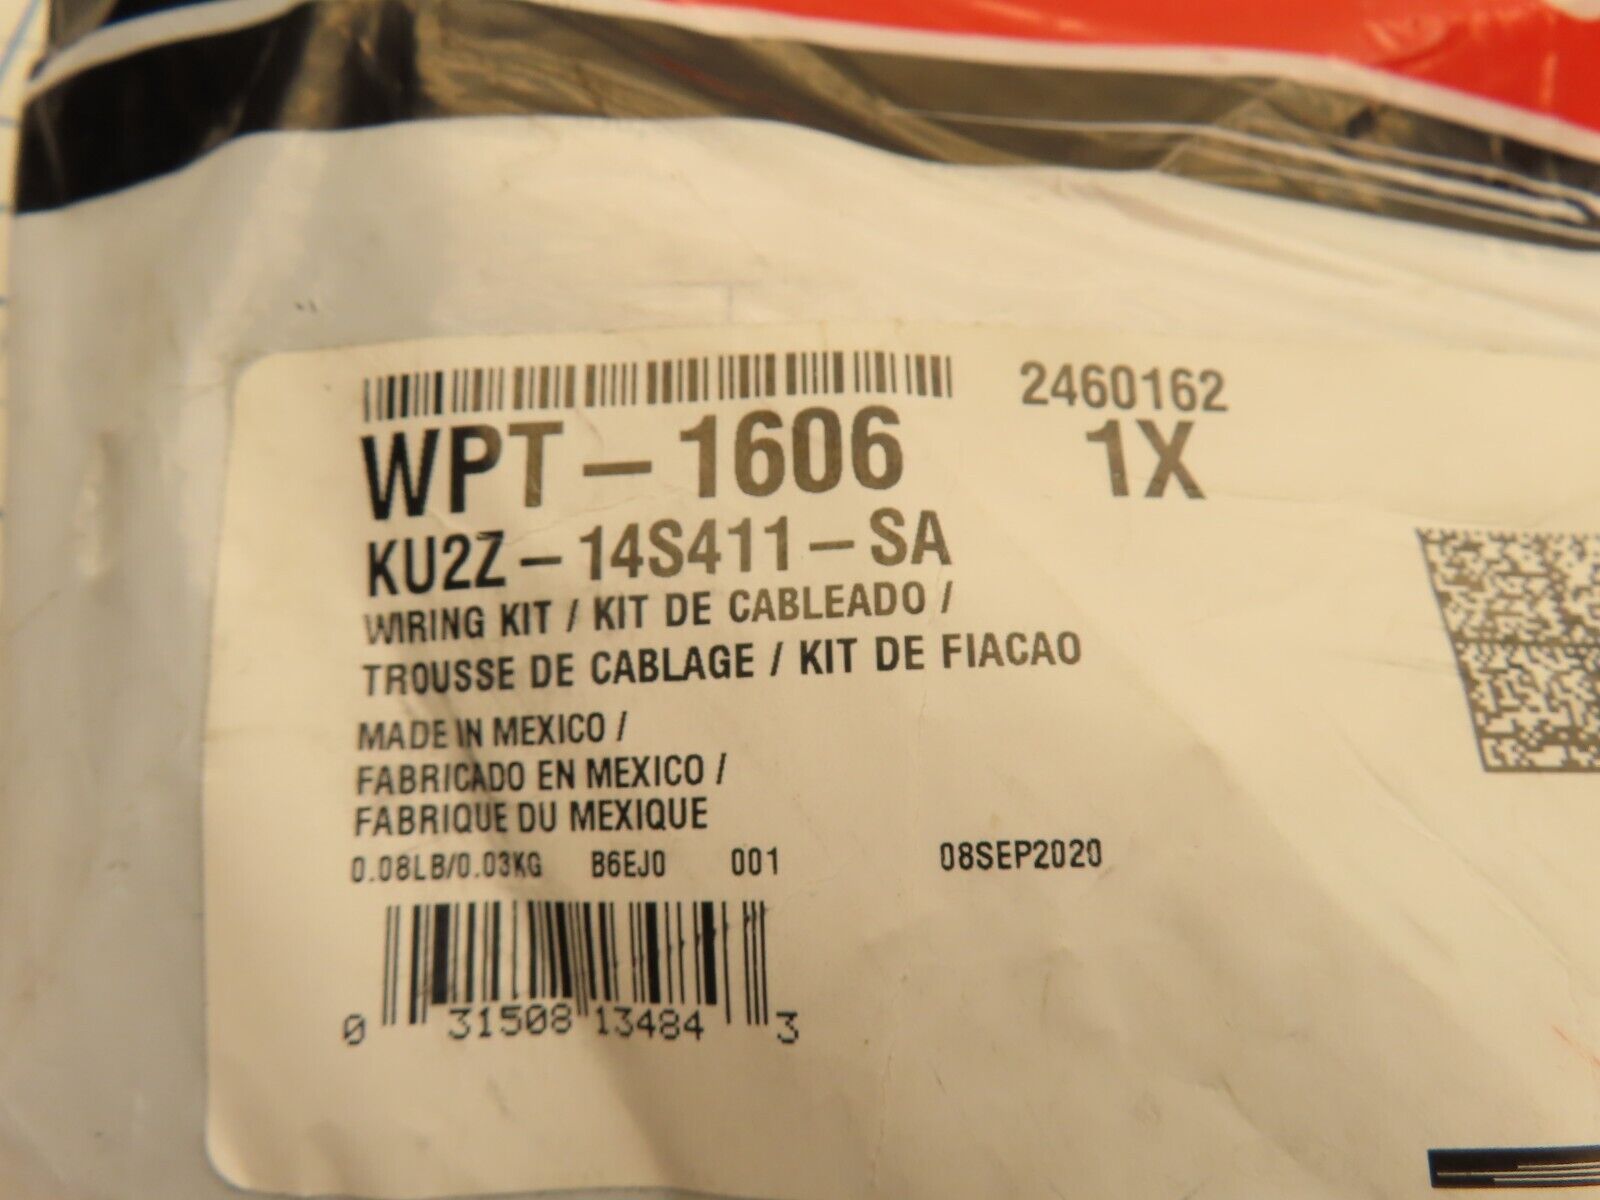 2460162
WPT-1606 1X
KU2Z-14S411-SA
WIRING KIT / KIT DE CABLEADO /
TROUSSE DE CABLAGE / KIT DE FIACAO
MADE IN MEXICO /
FABRICADO EN MEXICO /
FABRIQUE DU MEXIQUE
0.08LB/0.03KG B6EJ0 001 08SEP2020
0 31508 13484 3